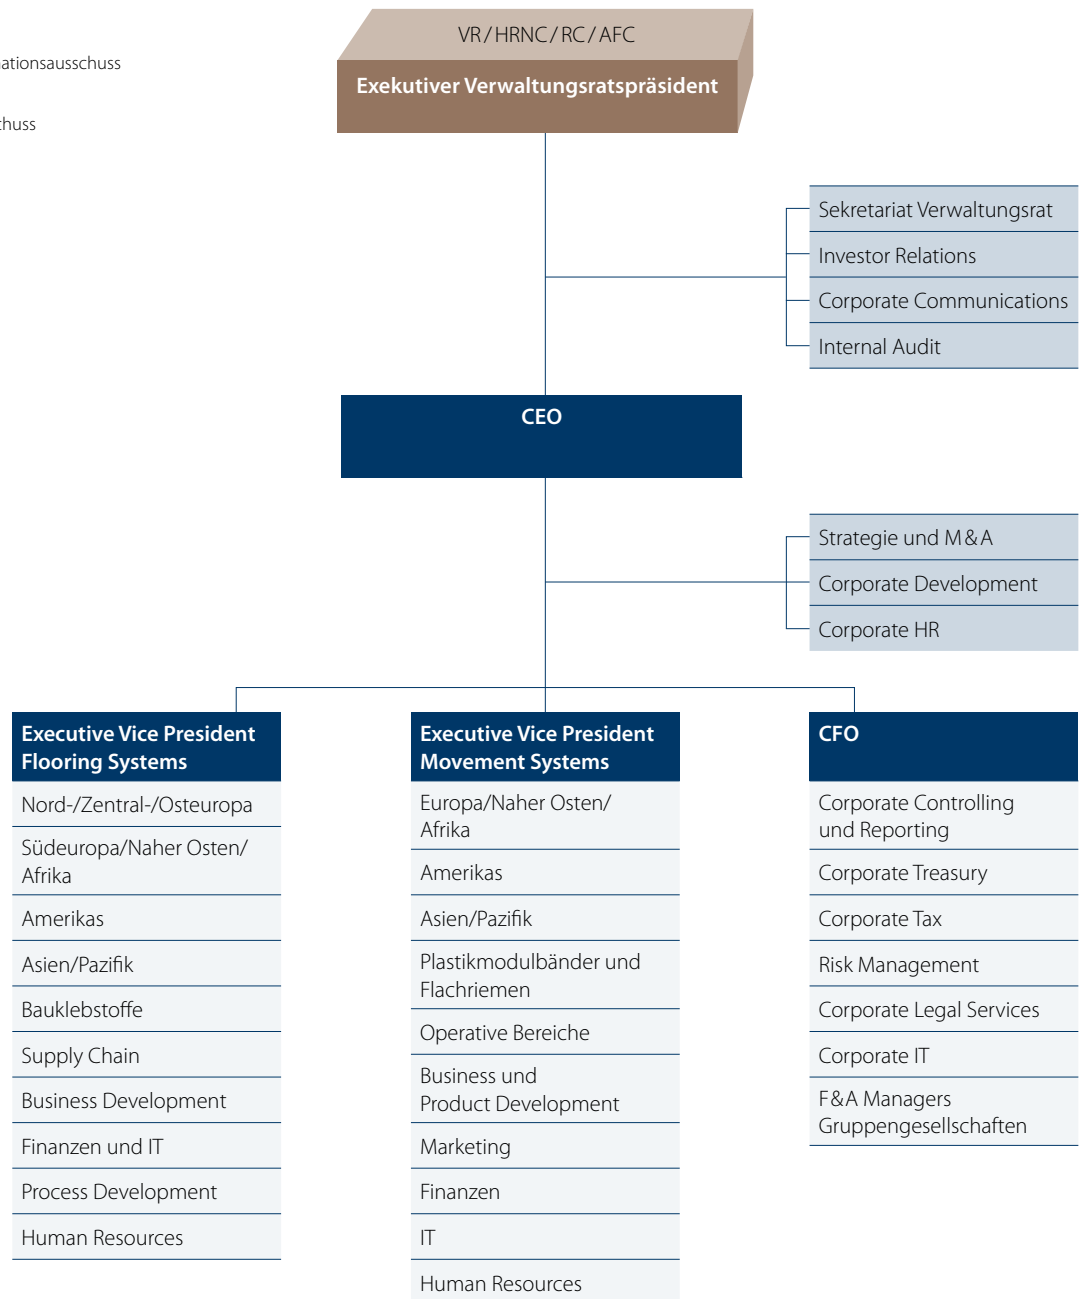 VR / HRNC / RC / AFC
Exekutiver Verwaltungsratspräsident
Sekretariat Verwaltungsrat
Investor Relations
Corporate Communications
Internal Audit
CEO
Strategie und M & A
Corporate Development
Corporate HR
Executive Vice President
Flooring Systems
Nord-/Zentral-/Osteuropa
Südeuropa/Naher Osten/
Afrika
Amerikas
Asien/Pazifik
Bauklebstoffe
Supply Chain
Business Development
Finanzen und IT
Process Development
Human Resources
Executive Vice President
Movement Systems
Europa/Naher Osten/
Afrika
Amerikas
Asien/Pazifik
Plastikmodulbänder und
Flachriemen
Operative Bereiche
Business und
Product Development
Marketing
Finanzen
IT
Human Resources
CFO
Corporate Controlling
und Reporting
Corporate Treasury
Corporate Tax
Risk Management
Corporate Legal Services
Corporate IT
F & A Managers
Gruppengesellschaften